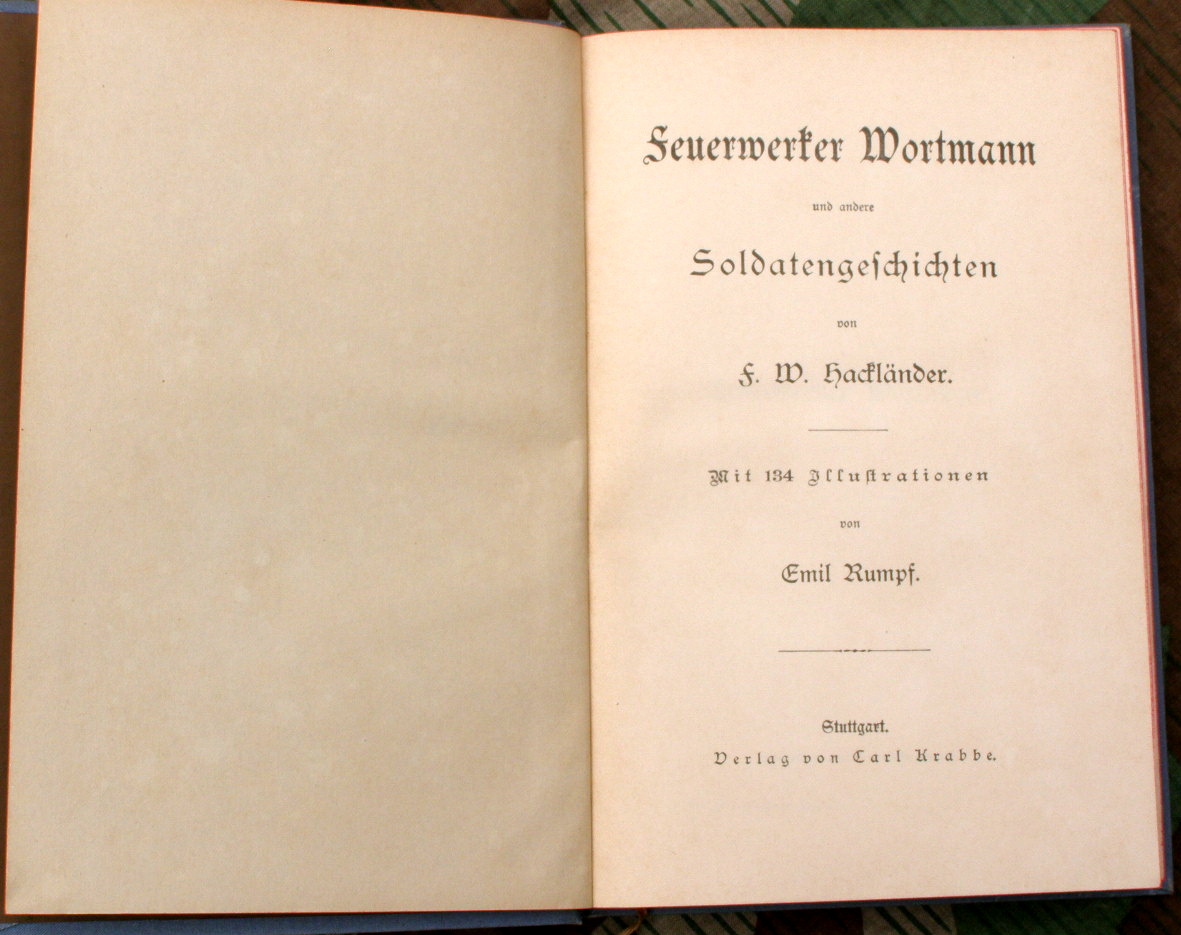 Feuerwerker Wortmann
und andere
Soldatengeſchichten
von
F. W. Hackländer.
Mit 134 Illuſtrationen
von
Emil Rumpf.
Stuttgart.
Verlag von Carl Krabbe.